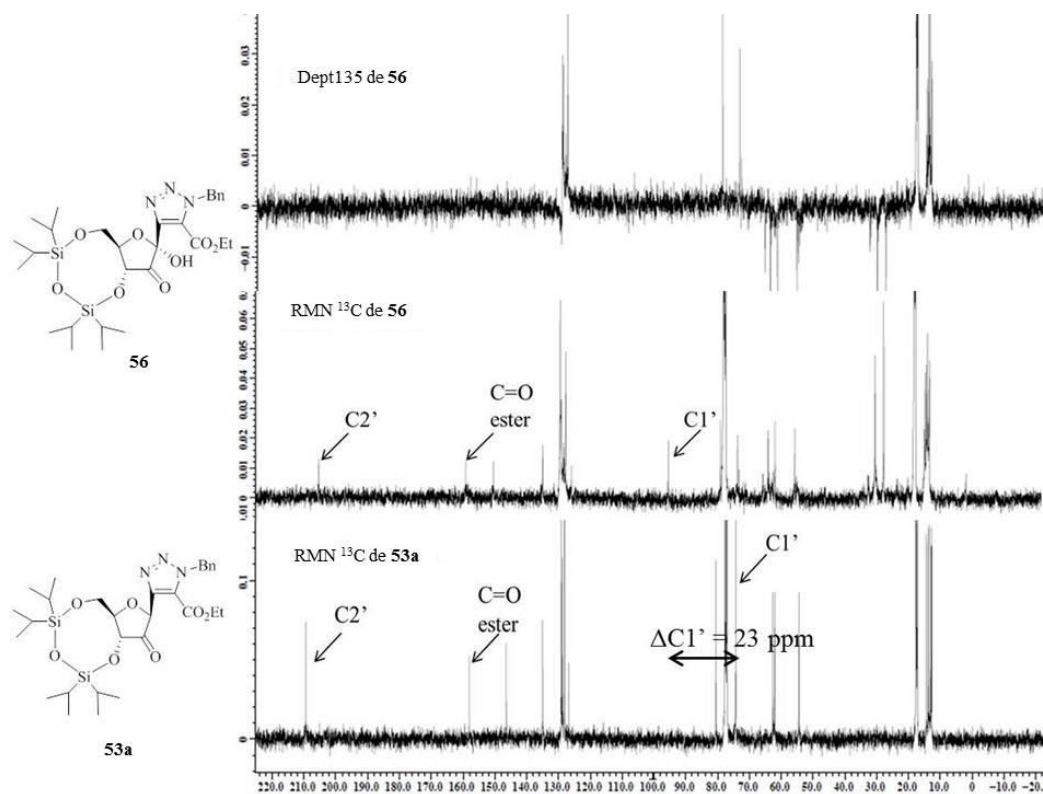 0.03
Dept135 de 56
0.02
0.01
0
-0.01
N N
N N-Bn
O O CO₂Et
Si OH
O O O
Si
56
RMN ¹³C de 56
0.06
0.05
0.04
0.03
0.02
0.01
0
C2'
C=O
ester
C1'
RMN ¹³C de 53a
N N
N N-Bn
O O CO₂Et
Si
O O O
Si
53a
0.1
0
C2'
C=O
ester
C1'
ΔC1' = 23 ppm
220.0 210.0 200.0 190.0 180.0 170.0 160.0 150.0 140.0 130.0 120.0 110.0 100.0 90.0 80.0 70.0 60.0 50.0 40.0 30.0 20.0 10.0 0 -10.0